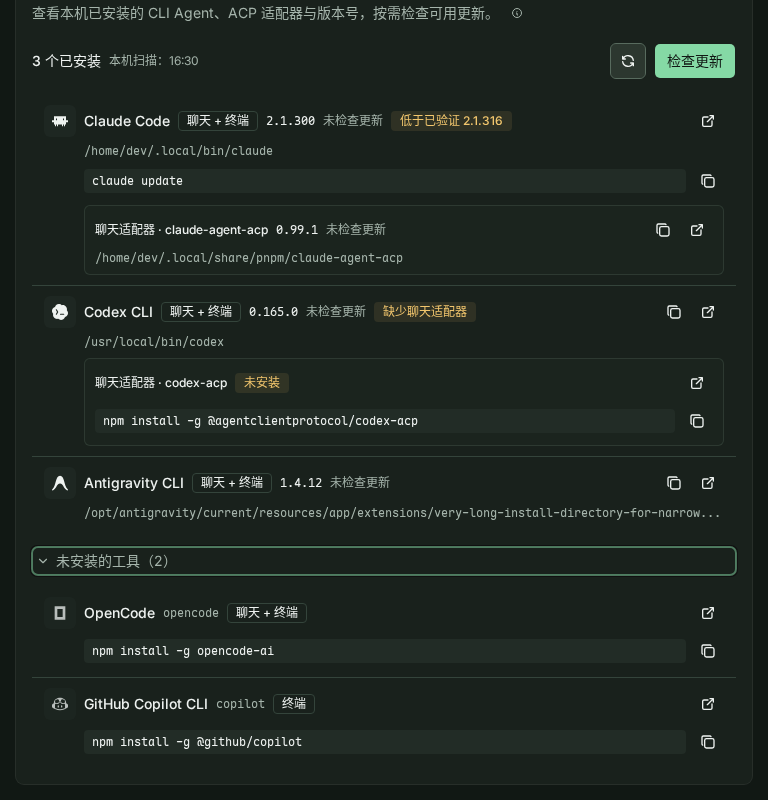 查看本机已安装的 CLI Agent、ACP 适配器与版本号，按需检查可用更新。
3 个已安装 本机扫描：16:30 检查更新
Claude Code 聊天 + 终端 2.1.300 未检查更新 低于已验证 2.1.316
/home/dev/.local/bin/claude
claude update
聊天适配器 · claude-agent-acp 0.99.1 未检查更新
/home/dev/.local/share/pnpm/claude-agent-acp
Codex CLI 聊天 + 终端 0.165.0 未检查更新 缺少聊天适配器
/usr/local/bin/codex
聊天适配器 · codex-acp 未安装
npm install -g @agentclientprotocol/codex-acp
Antigravity CLI 聊天 + 终端 1.4.12 未检查更新
/opt/antigravity/current/resources/app/extensions/very-long-install-directory-for-narrow...
未安装的工具（2）
OpenCode opencode 聊天 + 终端
npm install -g opencode-ai
GitHub Copilot CLI copilot 终端
npm install -g @github/copilot